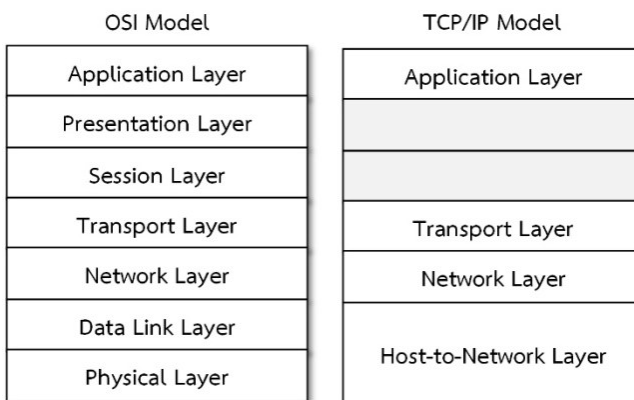 OSI Model
Application Layer
Presentation Layer
Session Layer
Transport Layer
Network Layer
Data Link Layer
Physical Layer
TCP/IP Model
Application Layer
Transport Layer
Network Layer
Host-to-Network Layer